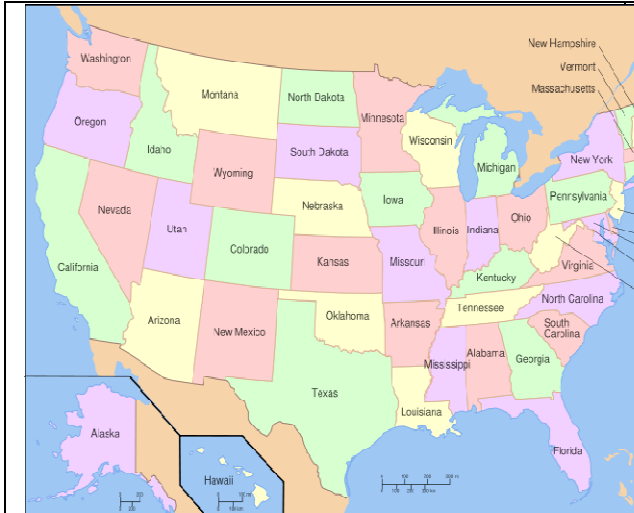 New Hampshire
Vermont
Massachusetts
Washington
Montana
North Dakota
Minnesota
Oregon
Idaho
Wisconsin
South Dakota
Michigan
New York
Wyoming
Iowa
Pennsylvania
Nebraska
Nevada
Illinois
Indiana
Ohio
Utah
Colorado
Kansas
Missouri
Virginia
California
Kentucky
North Carolina
Tennessee
Oklahoma
Arizona
New Mexico
Arkansas
South
Carolina
Mississippi
Alabama
Georgia
Texas
Louisiana
Alaska
Florida
Hawaii